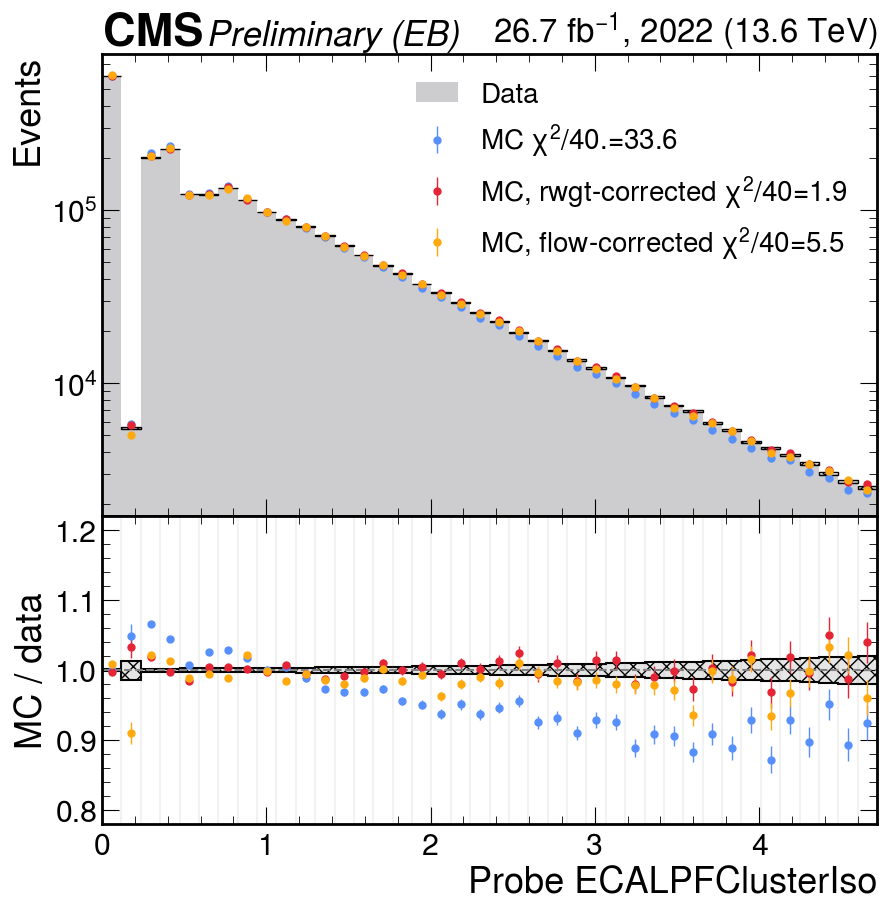 CMS Preliminary (EB) 26.7 fb⁻¹, 2022 (13.6 TeV)
Events
Data
MC χ²/40.=33.6
MC, rwgt-corrected χ²/40=1.9
MC, flow-corrected χ²/40=5.5
10⁵
10⁴
MC / data
1.2
1.1
1.0
0.9
0.8
0 1 2 3 4
Probe ECALPFClusterIso